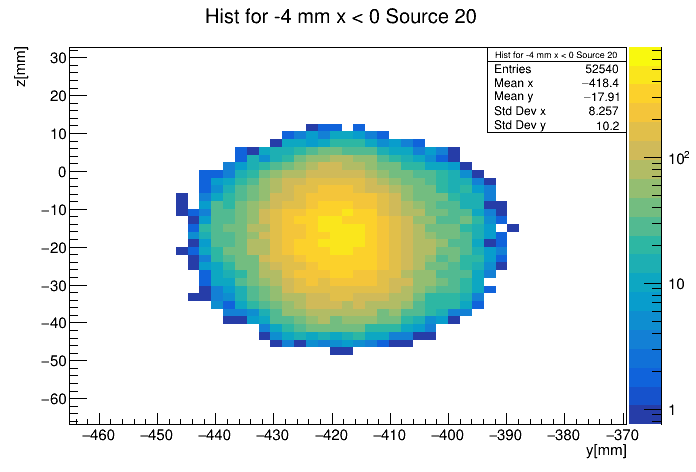 Hist for -4 mm x < 0 Source 20
z[mm]
Hist for -4 mm x < 0 Source 20
Entries 52540
Mean x −418.4
Mean y −17.91
Std Dev x 8.257
Std Dev y 10.2
30
20
10
0
−10
−20
−30
−40
−50
−60
10²
10
1
−460 −450 −440 −430 −420 −410 −400 −390 −380 −370
y[mm]